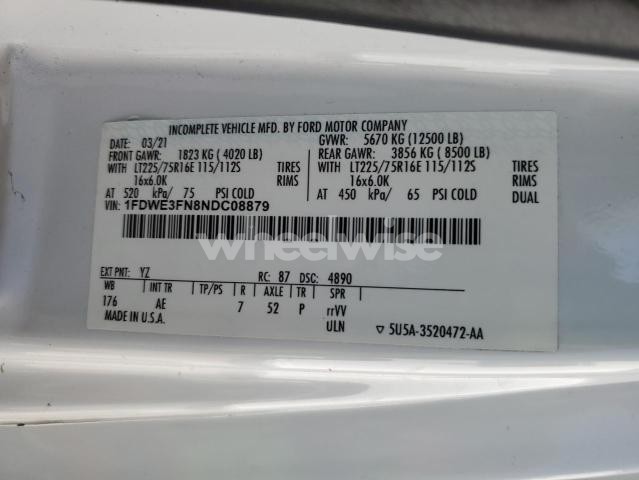 INCOMPLETE VEHICLE MFD. BY FORD MOTOR COMPANY
DATE: 03/21 GVWR: 5670 KG (12500 LB)
FRONT GAWR: 1823 KG ( 4020 LB) REAR GAWR: 3856 KG ( 8500 LB)
WITH LT225/75R16E 115/112S TIRES WITH LT225/75R16E 115/112S TIRES
16x6.0K RIMS 16x6.0K RIMS
AT 520 kPa/ 75 PSI COLD AT 450 kPa/ 65 PSI COLD DUAL
VIN: 1FDWE3FN8NDC08879
wheelwise
EXT PNT: YZ RC: 87 DSC: 4890
WB INT TR TP/PS R AXLE TR SPR
176 AE 7 52 P rrVV
MADE IN U.S.A. ULN ▽ 5U5A-3520472-AA